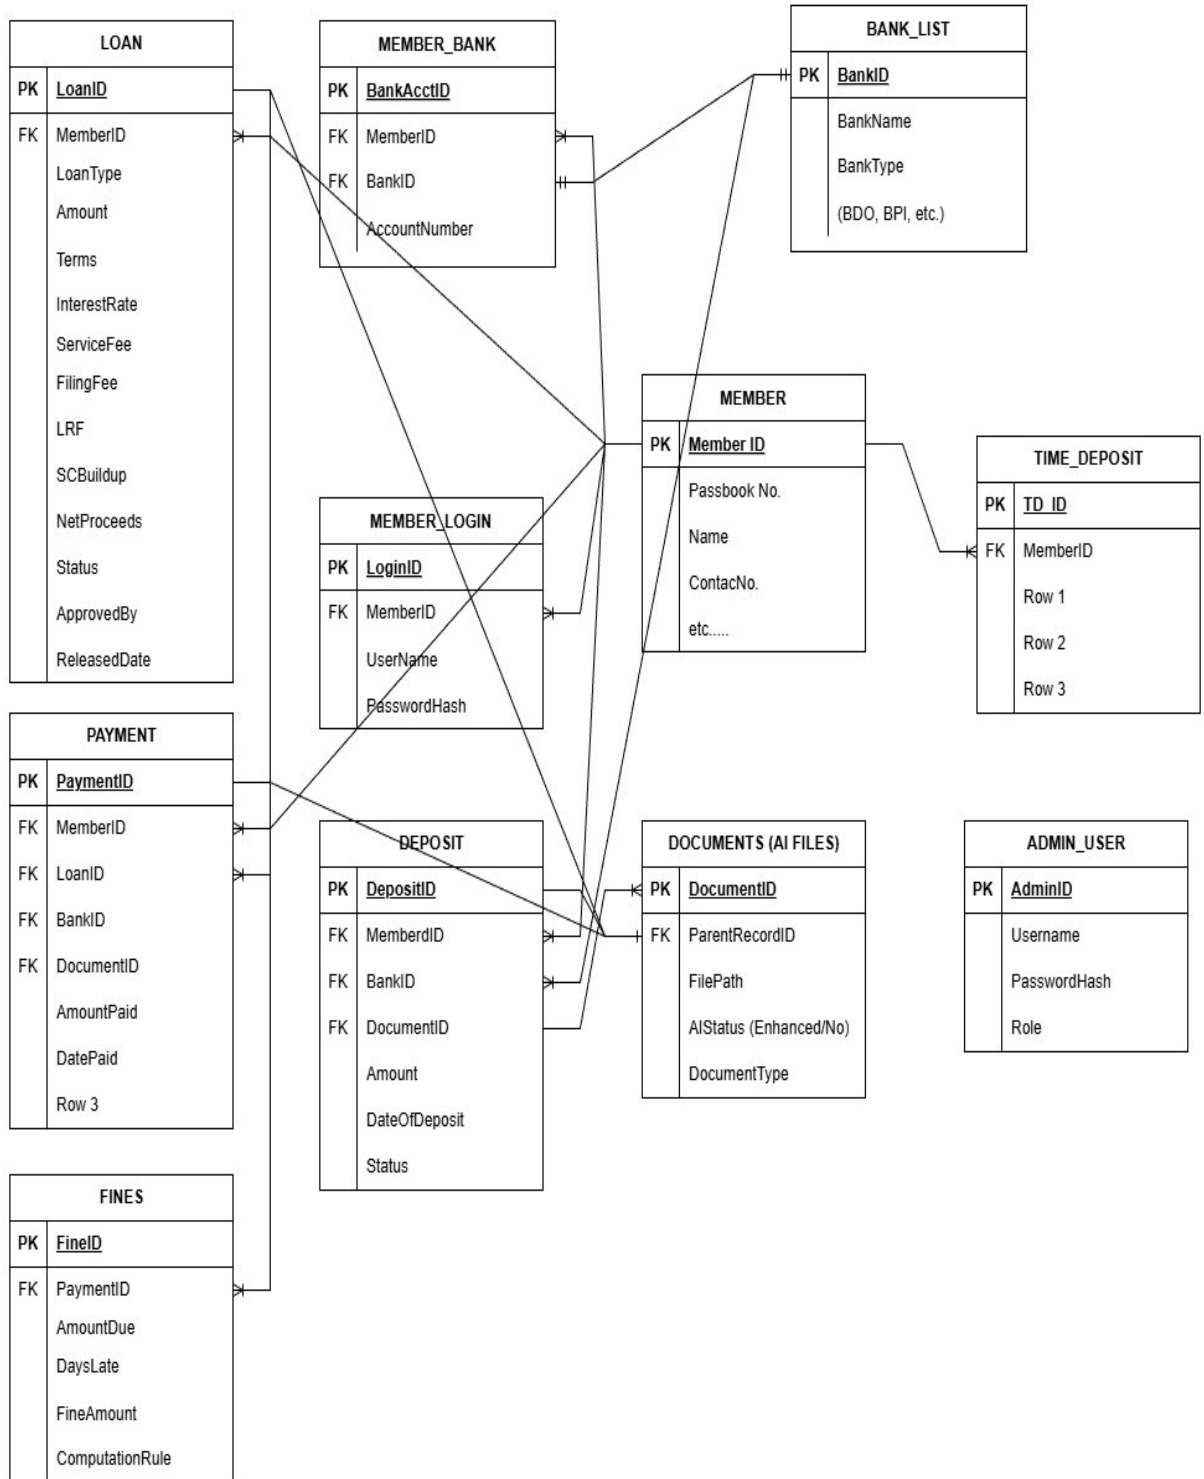 LOAN
PK LoanID
FK MemberID
LoanType
Amount
Terms
InterestRate
ServiceFee
FilingFee
LRF
SCBuildup
NetProceeds
Status
ApprovedBy
ReleasedDate
MEMBER_BANK
PK BankAcctID
FK MemberID
FK BankID
AccountNumber
BANK_LIST
PK BankID
BankName
BankType
(BDO, BPI, etc.)
MEMBER
PK Member ID
Passbook No.
Name
ContacNo.
etc.....
TIME_DEPOSIT
PK TD_ID
FK MemberID
Row 1
Row 2
Row 3
MEMBER_LOGIN
PK LoginID
FK MemberID
UserName
PasswordHash
PAYMENT
PK PaymentID
FK MemberID
FK LoanID
FK BankID
FK DocumentID
AmountPaid
DatePaid
Row 3
DEPOSIT
PK DepositID
FK MemberdID
FK BankID
FK DocumentID
Amount
DateOfDeposit
Status
DOCUMENTS (AI FILES)
PK DocumentID
FK ParentRecordID
FilePath
AIStatus (Enhanced/No)
DocumentType
ADMIN_USER
PK AdminID
Username
PasswordHash
Role
FINES
PK FineID
FK PaymentID
AmountDue
DaysLate
FineAmount
ComputationRule